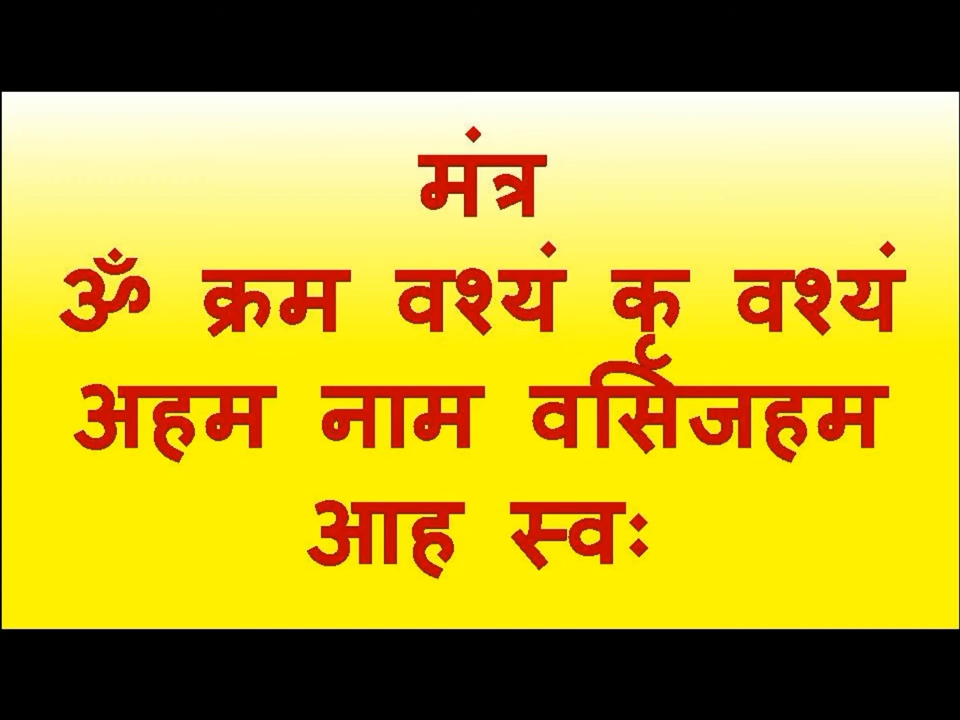 मंत्र
ॐ क्रम वश्यं कृ वश्यं
अहम नाम वर्सिजहम
आह स्वः